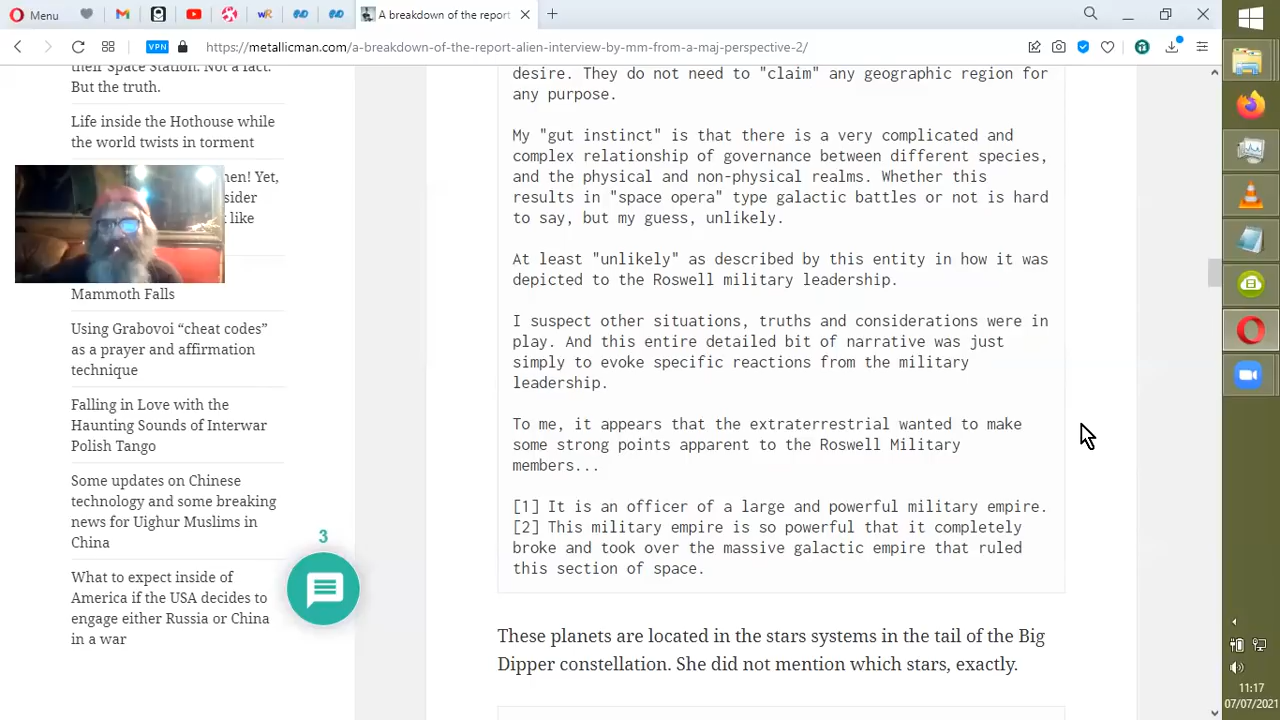 Menu
A breakdown of the report
https://metallicman.com/a-breakdown-of-the-report-alien-interview-by-mm-from-a-maj-perspective-2/
VPN
their Space Station. Not a fact.
But the truth.
Life inside the Hothouse while
the world twists in torment
hen! Yet,
sider
like
Mammoth Falls
Using Grabovoi “cheat codes”
as a prayer and affirmation
technique
Falling in Love with the
Haunting Sounds of Interwar
Polish Tango
Some updates on Chinese
technology and some breaking
news for Uighur Muslims in
China
What to expect inside of
America if the USA decides to
engage either Russia or China
in a war
3
desire. They do not need to "claim" any geographic region for
any purpose.
My "gut instinct" is that there is a very complicated and
complex relationship of governance between different species,
and the physical and non-physical realms. Whether this
results in "space opera" type galactic battles or not is hard
to say, but my guess, unlikely.
At least "unlikely" as described by this entity in how it was
depicted to the Roswell military leadership.
I suspect other situations, truths and considerations were in
play. And this entire detailed bit of narrative was just
simply to evoke specific reactions from the military
leadership.
To me, it appears that the extraterrestrial wanted to make
some strong points apparent to the Roswell Military
members...
[1] It is an officer of a large and powerful military empire.
[2] This military empire is so powerful that it completely
broke and took over the massive galactic empire that ruled
this section of space.
These planets are located in the stars systems in the tail of the Big
Dipper constellation. She did not mention which stars, exactly.
11:17
07/07/2021